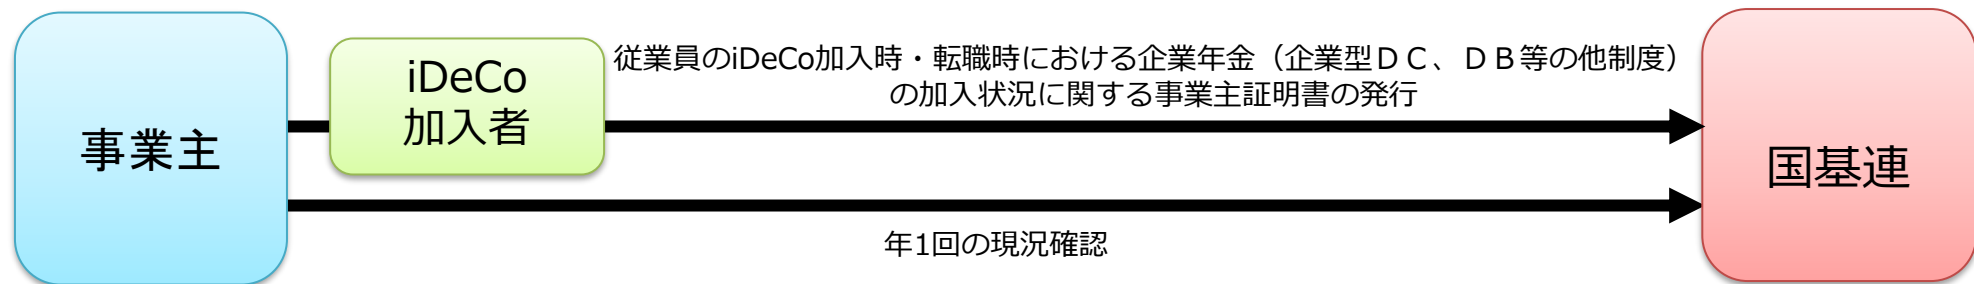 事業主
iDeCo
加入者
従業員のiDeCo加入時・転職時における企業年金（企業型ＤＣ、ＤＢ等の他制度）
の加入状況に関する事業主証明書の発行
年1回の現況確認
国基連